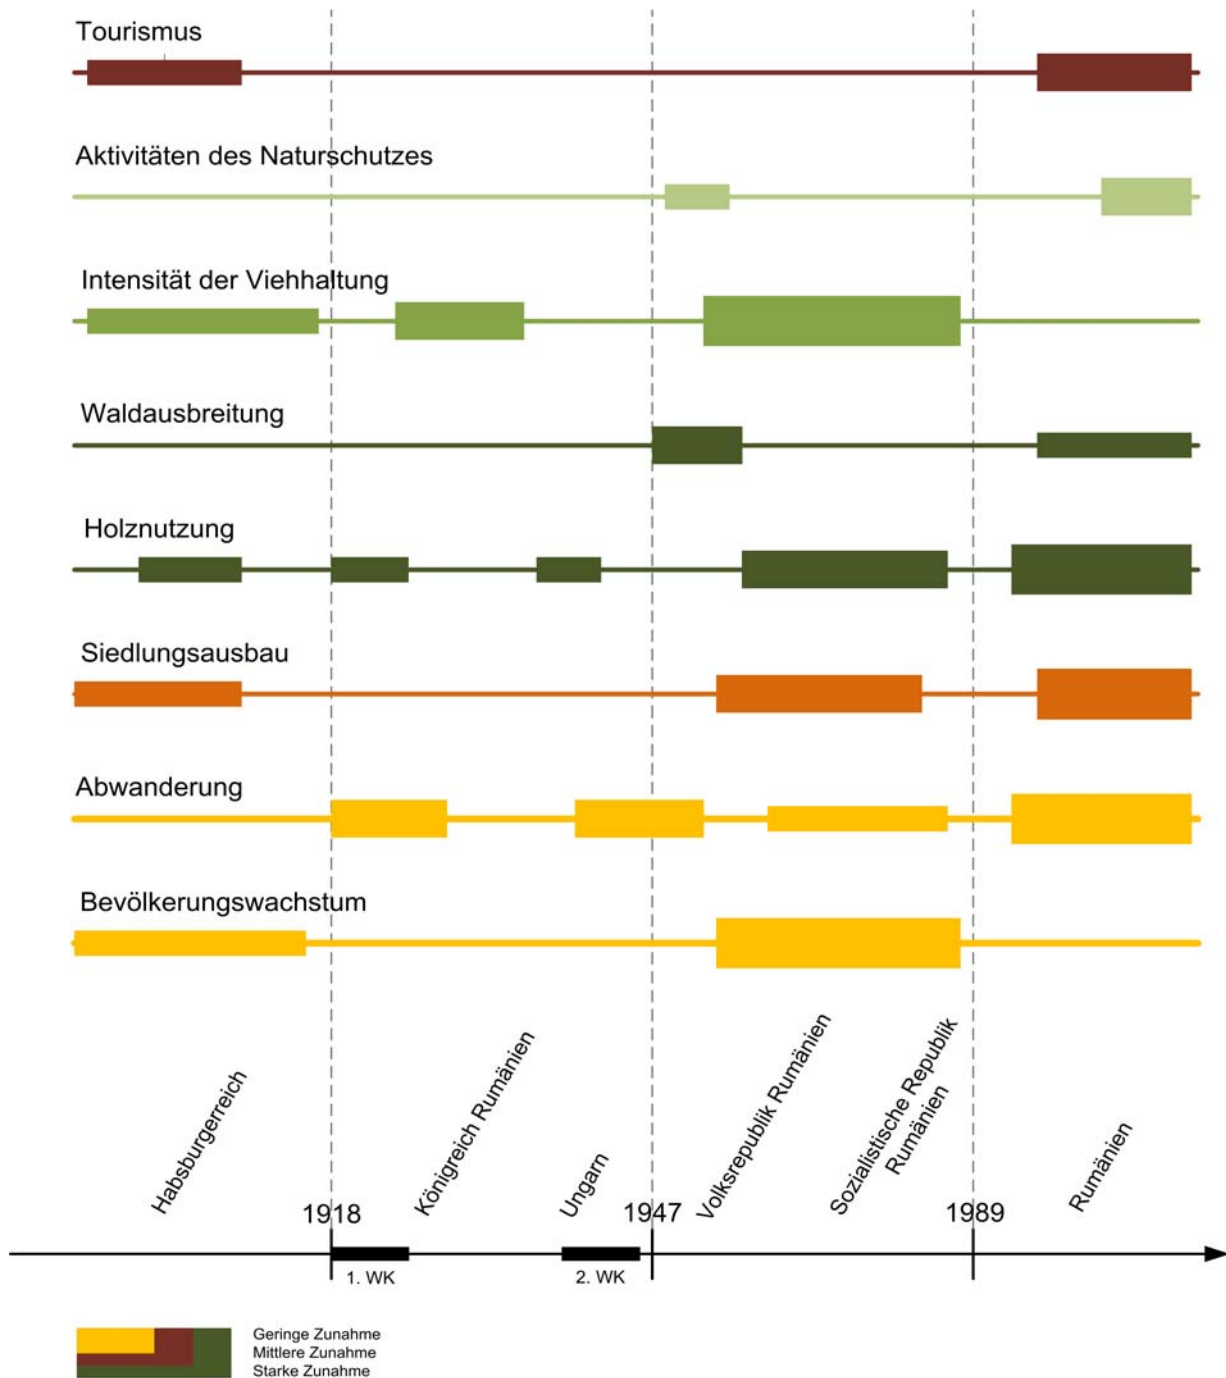 Tourismus
Aktivitäten des Naturschutzes
Intensität der Viehhaltung
Waldausbreitung
Holznutzung
Siedlungsausbau
Abwanderung
Bevölkerungswachstum
Habsburgerreich
Königreich Rumänien
Ungarn
Volksrepublik Rumänien
Sozialistische Republik
Rumänien
Rumänien
1918
1947
1989
1. WK
2. WK
Geringe Zunahme
Mittlere Zunahme
Starke Zunahme